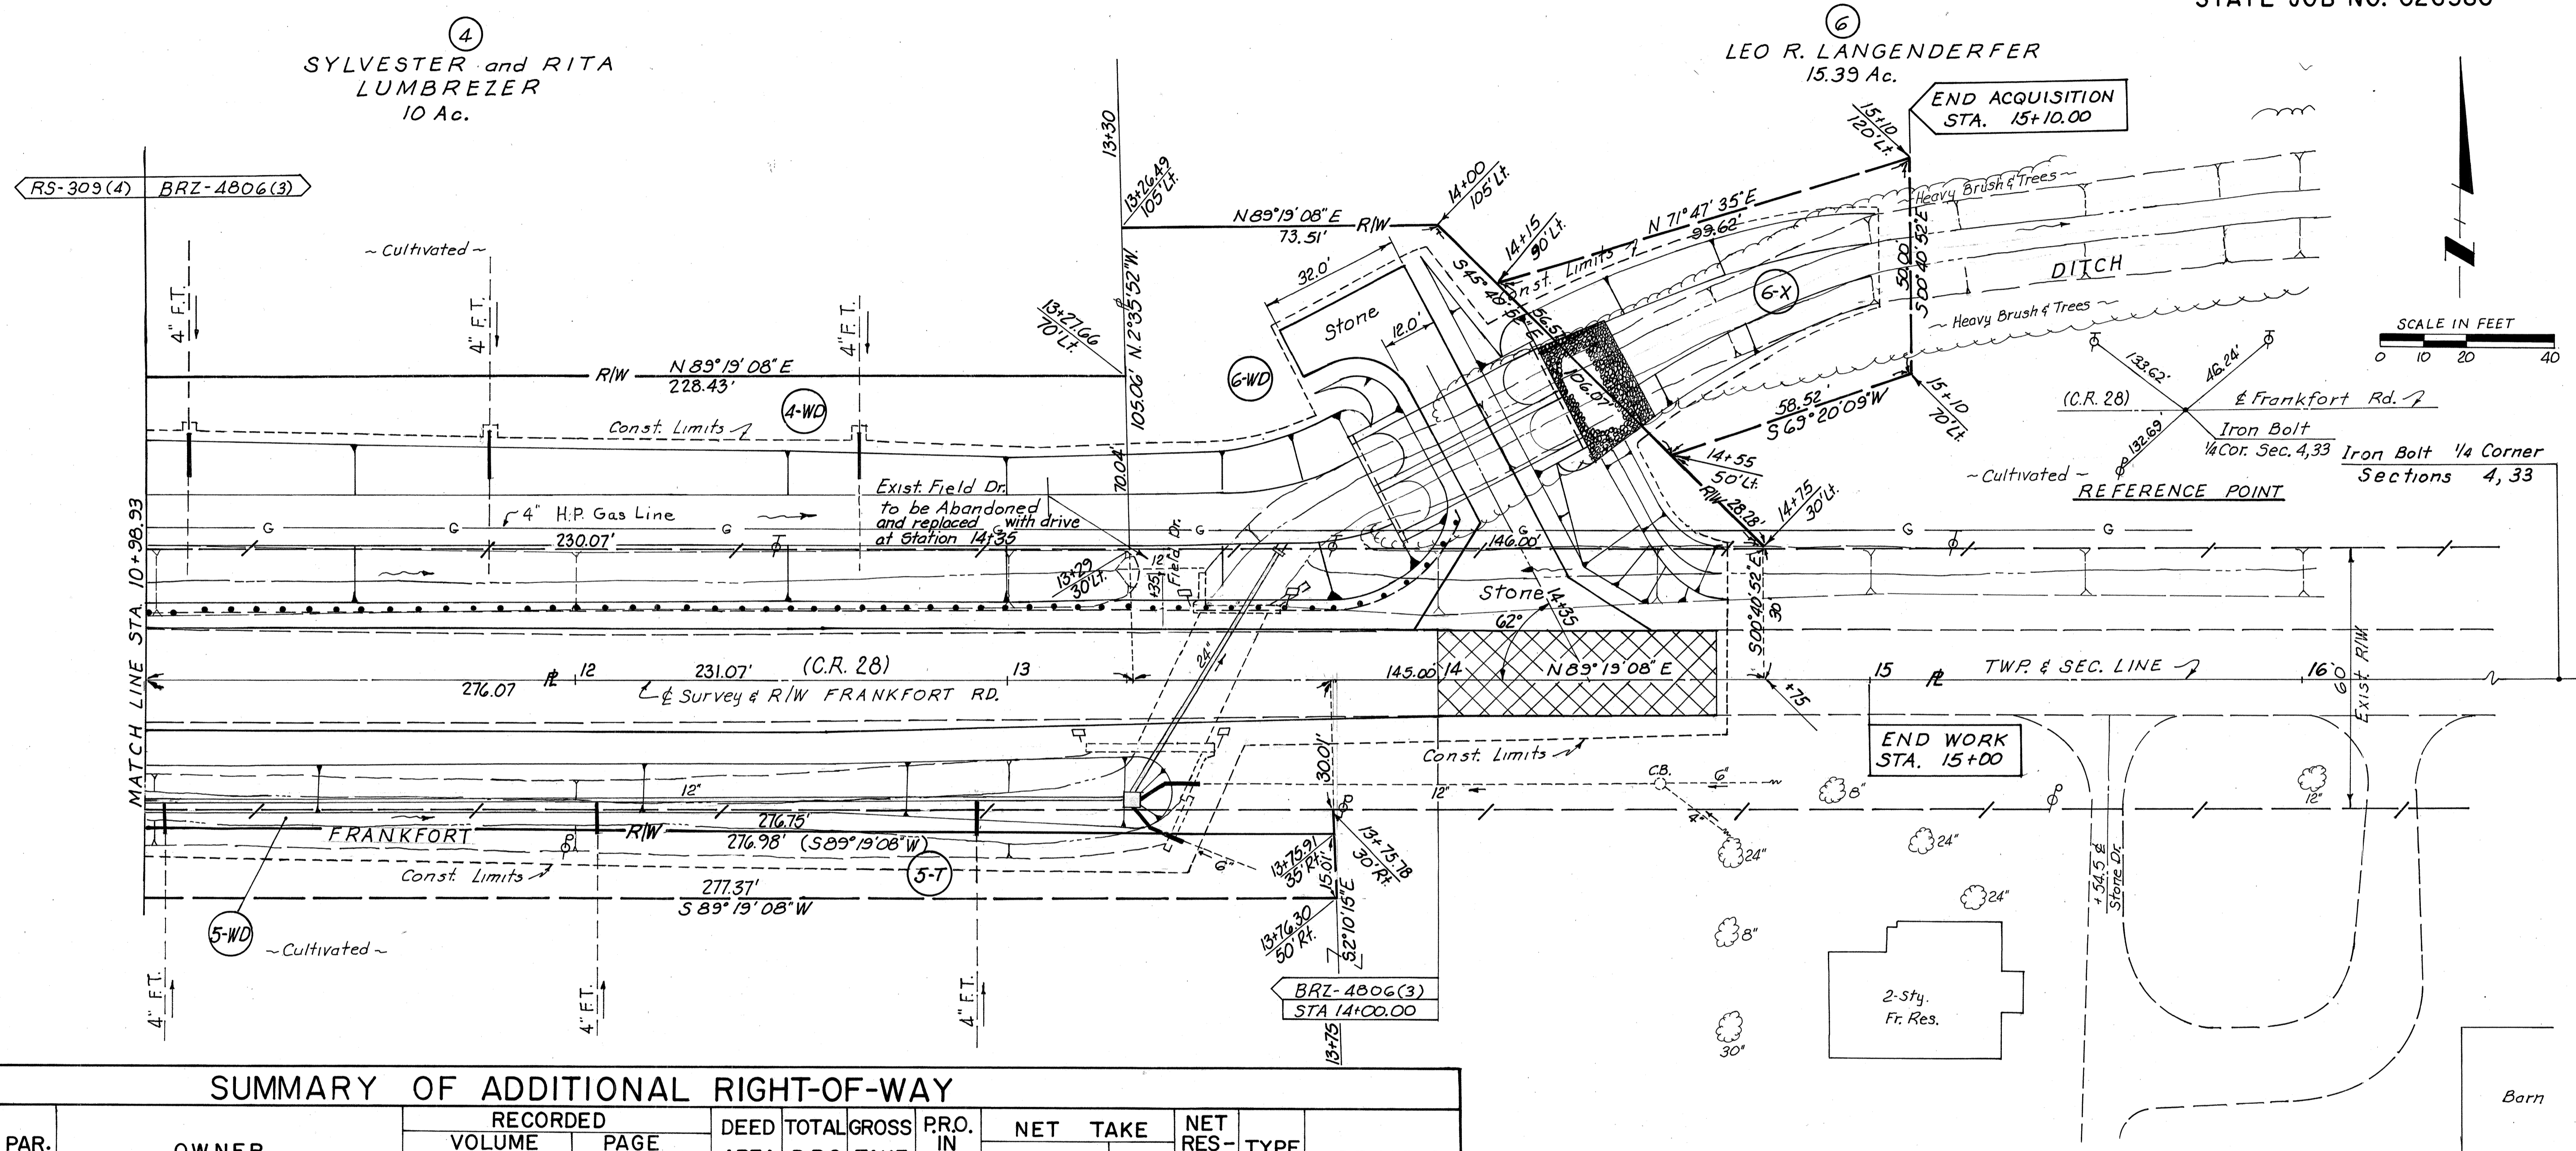 STATE JOB NO. 620380
4
SYLVESTER and RITA
LUMBREZER
10 Ac.
6
LEO R. LANGENDERFER
15.39 Ac.
END ACQUISITION
STA. 15+10.00
RS-309(4)
BRZ-4806(3)
13+30
13+26.49
105' Lt.
14+00
105' Lt.
15+10
120' Lt.
N 89° 19' 08" E
73.51'
R/W
14+15
90' Lt.
N 71° 47' 35" E
99.62'
~Heavy Brush & Trees~
~ Cultivated ~
4" F.T.
4" F.T.
4" F.T.
32.0'
Stone
12.0'
Const. Limits
56.57
106.07'
6-X
50.00'
S 00° 40' 52" E
DITCH
~ Heavy Brush & Trees ~
SCALE IN FEET
0 10 20 40
13+27.66
70' Lt.
105.06' N. 2° 35' 52" W.
R/W
N 89° 19' 08" E
228.43'
4-WD
6-WD
Const. Limits
70.04'
58.52
S 69° 20' 09" W
15+10
70' Lt.
133.62'
46.24'
(C.R. 28)
℄ Frankfort Rd.
132.69'
Iron Bolt
1/4 Cor. Sec. 4, 33
Iron Bolt 1/4 Corner
Sections 4, 33
~ Cultivated ~
REFERENCE POINT
14+55
50' Lt.
R/W 28.28'
14+75
30' Lt.
Exist. Field Dr.
to be Abandoned
and replaced with drive
at Station 14+35
4" H.P. Gas Line
G G G G G G G
230.07'
146.00'
13+29
30' Lt.
+35
12
Field Dr.
Stone
14+35
62°
S 00° 40' 52" E
30'
MATCH LINE STA. 10+98.93
276.07
℄
12
231.07'
(C.R. 28)
13
℄ Survey & R/W FRANKFORT RD.
24"
145.00'
14
N 89° 19' 08" E
+75
15
TWP. & SEC. LINE
16
60'
Exist. R/W
END WORK
STA. 15+00
Const. Limits
30.01'
12"
C.B.
6"
12"
4"
8"
12"
FRANKFORT
R/W
276.75'
276.98' (S 89° 19' 08" W)
13+75.91
35' Rt.
15.01'
13+75.78
30' Rt.
6"
24"
24"
24"
Const. Limits
5-T
277.37'
S 89° 19' 08" W
5-WD
~ Cultivated ~
13+76.30
50' Rt.
S. 2° 10' 15" E
8"
+54.5 ℄
Stone Dr.
4" F.T.
4" F.T.
4" F.T.
BRZ-4806(3)
STA 14+00.00
13+75
30"
2-Sty.
Fr. Res.
Barn
SUMMARY OF ADDITIONAL RIGHT-OF-WAY
PAR.
OWNER
RECORDED
VOLUME
PAGE
DEED
TOTAL
GROSS
P.R.O.
IN
NET TAKE
NET
RES-
TYPE